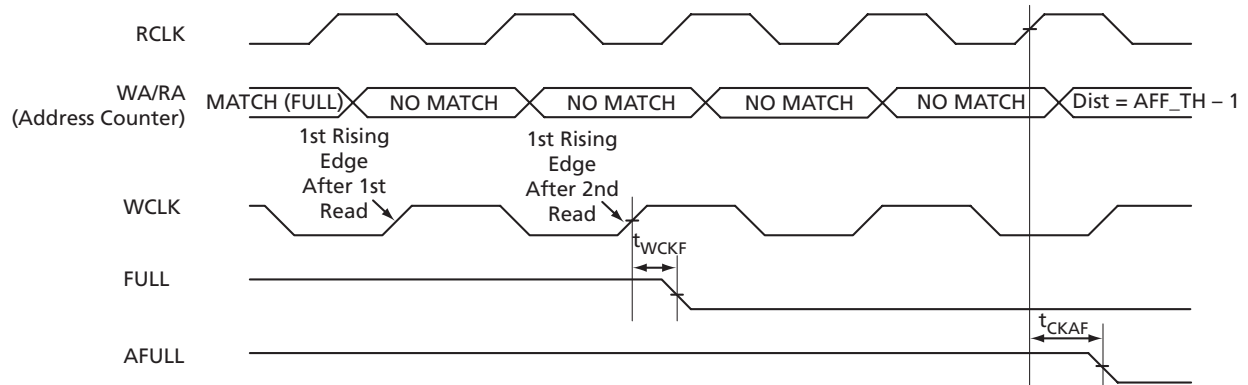 RCLK
WA/RA
(Address Counter)
MATCH (FULL)
NO MATCH
NO MATCH
NO MATCH
NO MATCH
Dist = AFF_TH – 1
1st Rising
Edge
After 1st
Read
1st Rising
Edge
After 2nd
Read
WCLK
tWCKF
FULL
tCKAF
AFULL